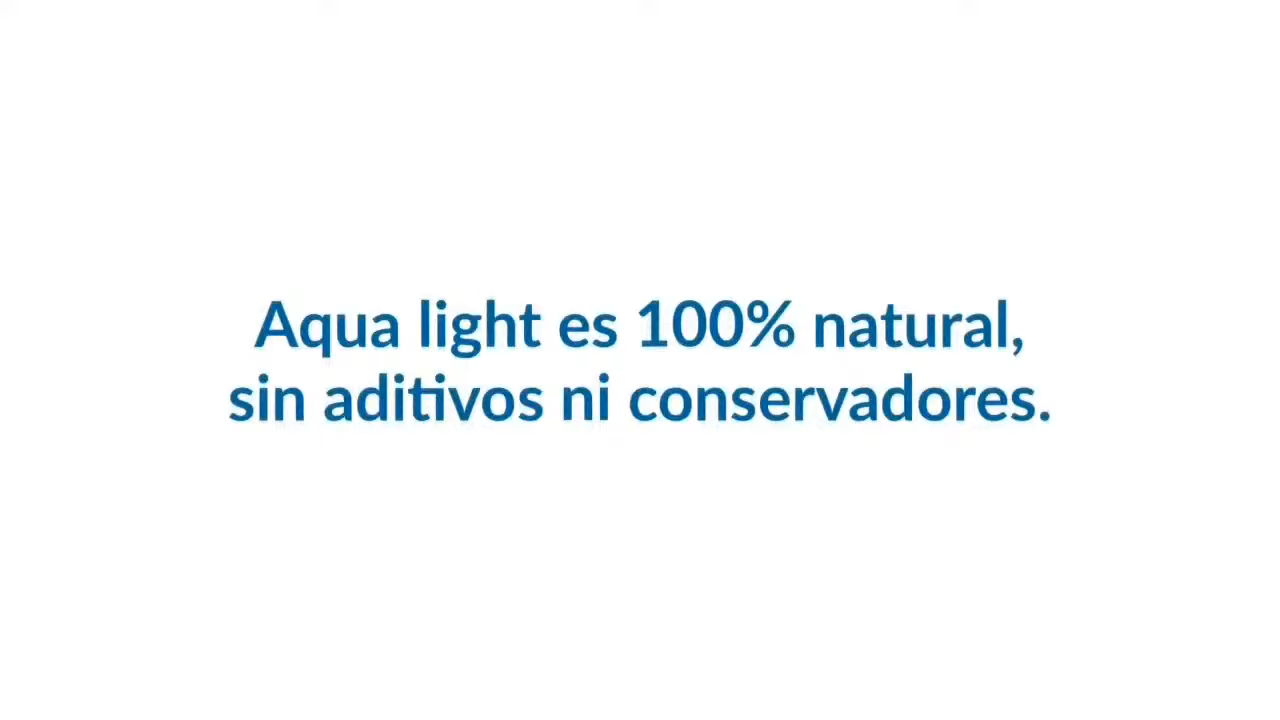 Aqua light es 100% natural,
sin aditivos ni conservadores.